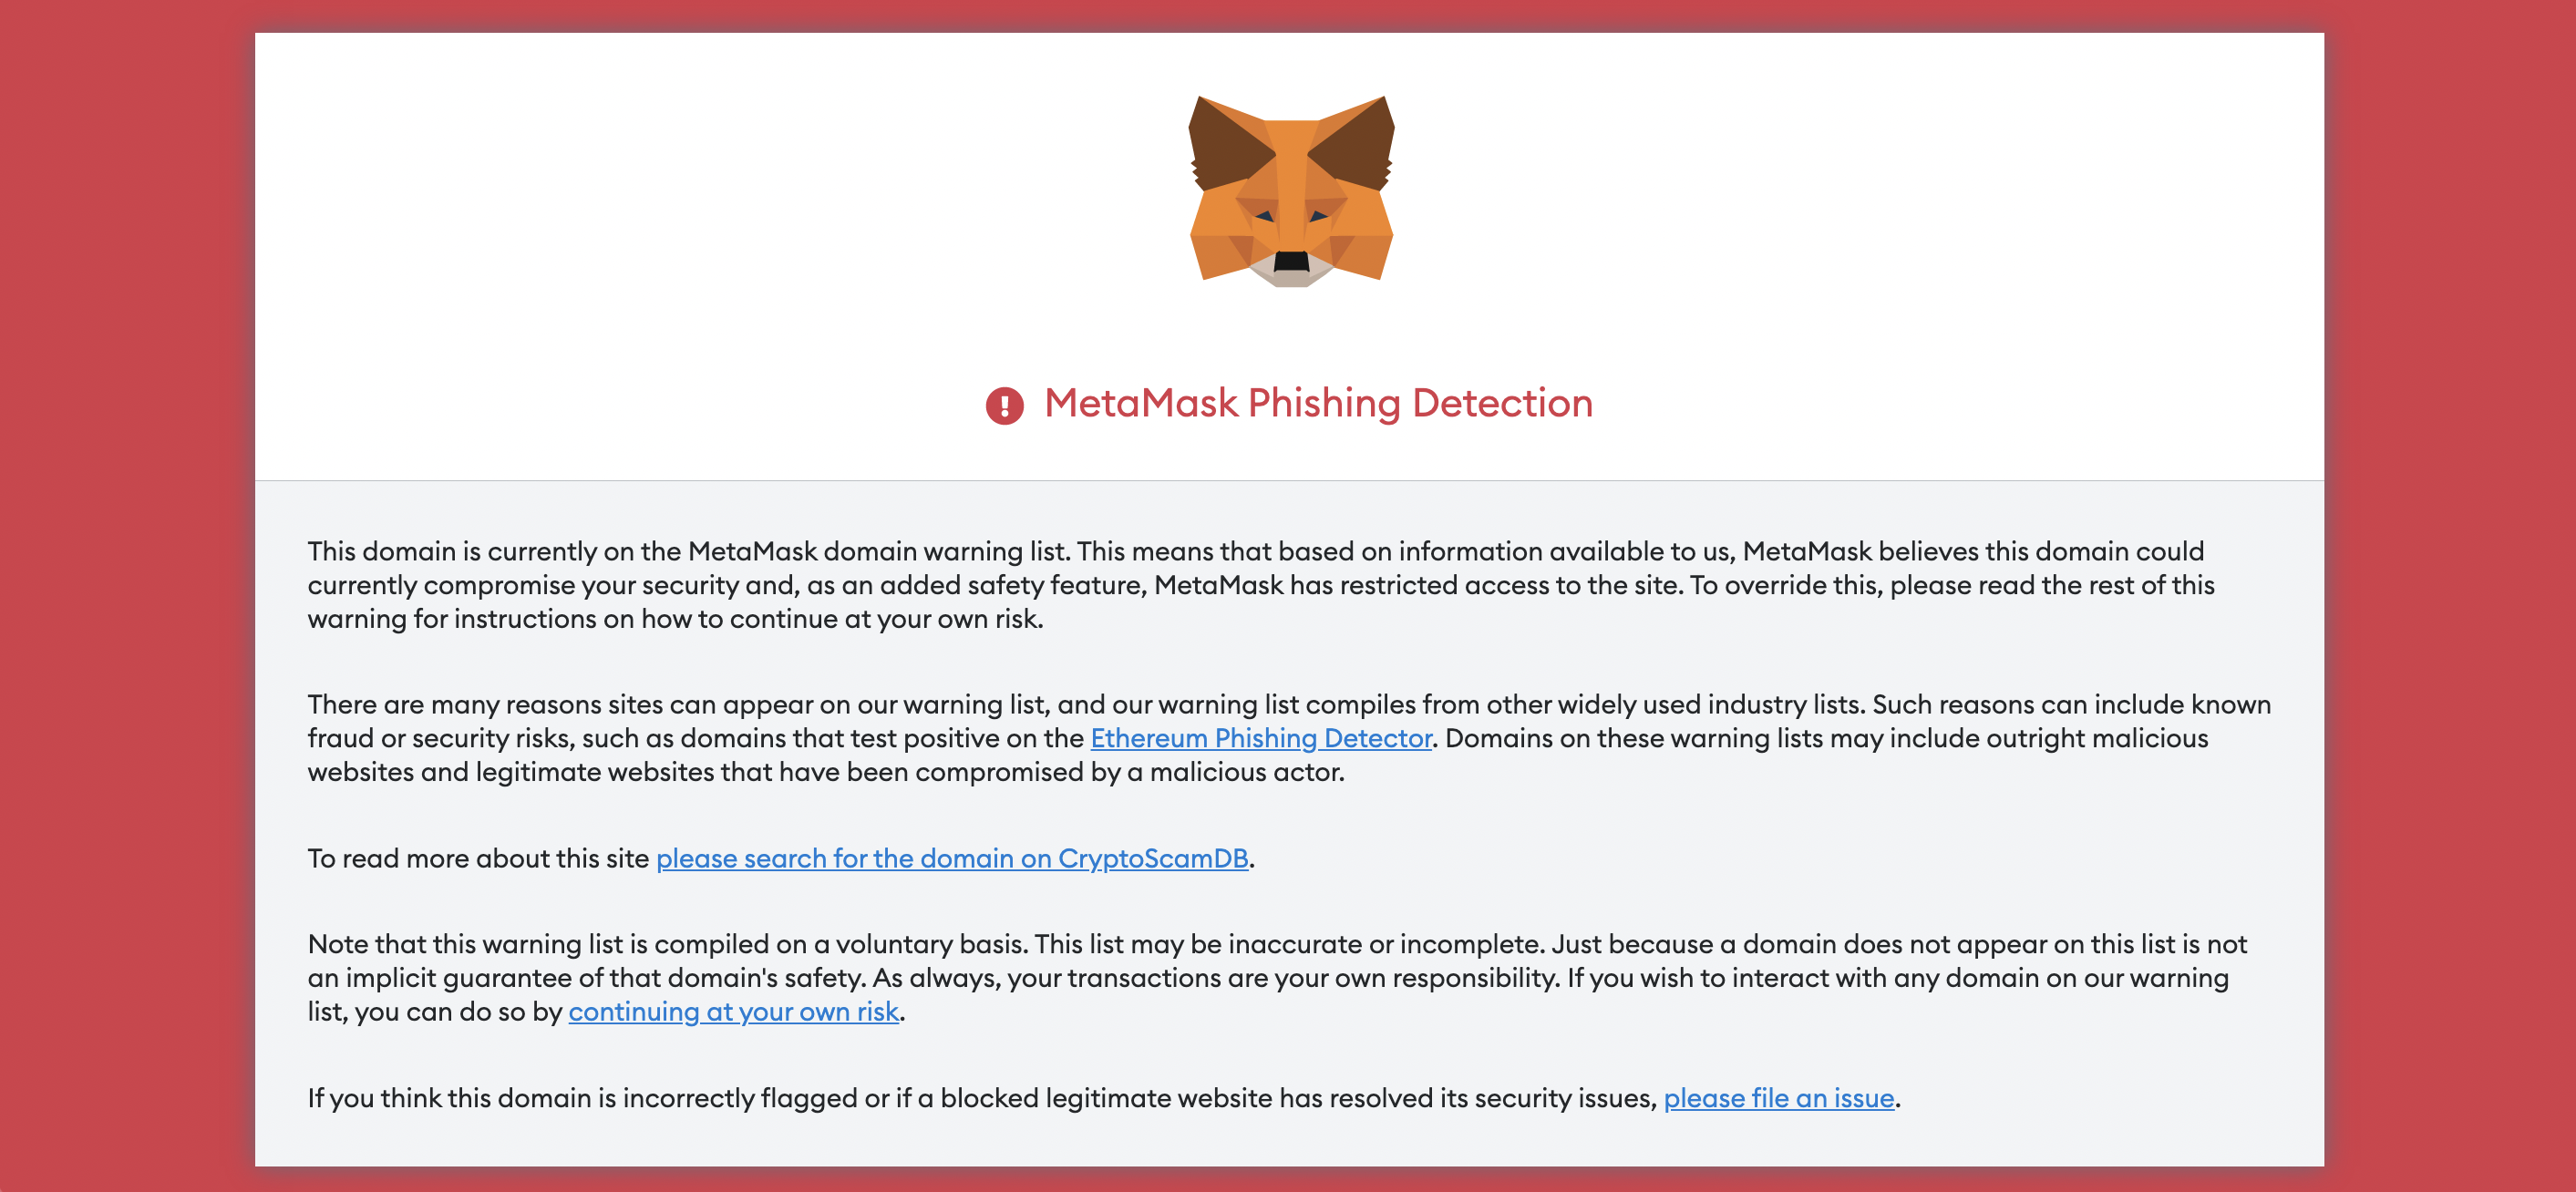 MetaMask Phishing Detection
This domain is currently on the MetaMask domain warning list. This means that based on information available to us, MetaMask believes this domain could
currently compromise your security and, as an added safety feature, MetaMask has restricted access to the site. To override this, please read the rest of this
warning for instructions on how to continue at your own risk.
There are many reasons sites can appear on our warning list, and our warning list compiles from other widely used industry lists. Such reasons can include known
fraud or security risks, such as domains that test positive on the Ethereum Phishing Detector. Domains on these warning lists may include outright malicious
websites and legitimate websites that have been compromised by a malicious actor.
To read more about this site please search for the domain on CryptoScamDB.
Note that this warning list is compiled on a voluntary basis. This list may be inaccurate or incomplete. Just because a domain does not appear on this list is not
an implicit guarantee of that domain's safety. As always, your transactions are your own responsibility. If you wish to interact with any domain on our warning
list, you can do so by continuing at your own risk.
If you think this domain is incorrectly flagged or if a blocked legitimate website has resolved its security issues, please file an issue.